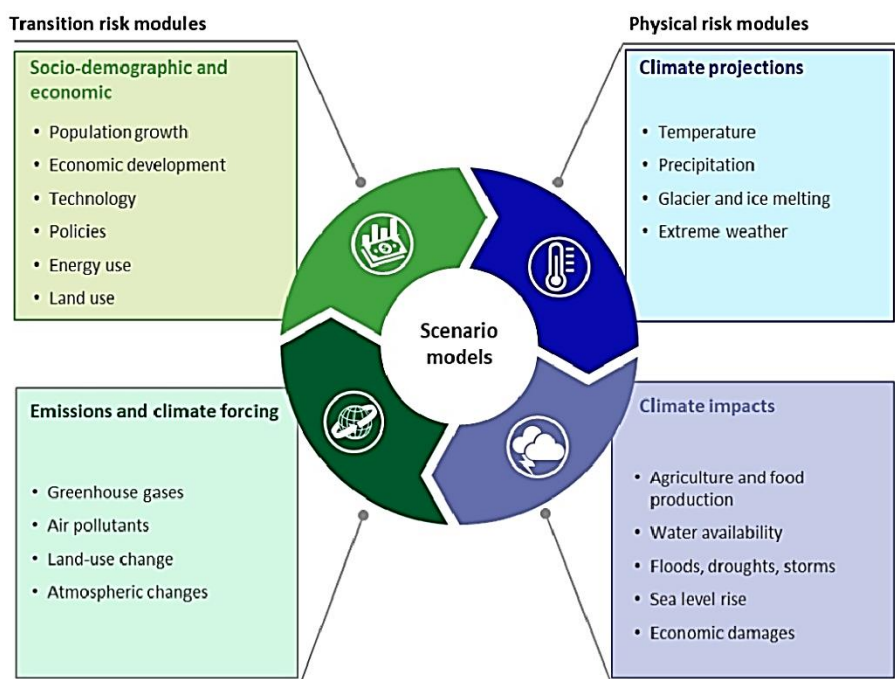 Transition risk modules
Physical risk modules
Socio-demographic and
economic
• Population growth
• Economic development
• Technology
• Policies
• Energy use
• Land use
Climate projections
• Temperature
• Precipitation
• Glacier and ice melting
• Extreme weather
Scenario
models
Emissions and climate forcing
• Greenhouse gases
• Air pollutants
• Land-use change
• Atmospheric changes
Climate impacts
• Agriculture and food
production
• Water availability
• Floods, droughts, storms
• Sea level rise
• Economic damages